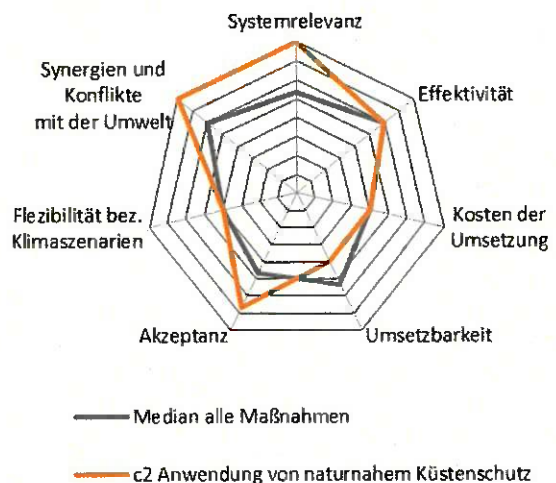 Systemrelevanz
Synergien und
Konflikte
mit der Umwelt
Effektivität
Flezibilität bez.
Klimaszenarien
Kosten der
Umsetzung
Akzeptanz
Umsetzbarkeit
Median alle Maßnahmen
c2 Anwendung von naturnahem Küstenschutz